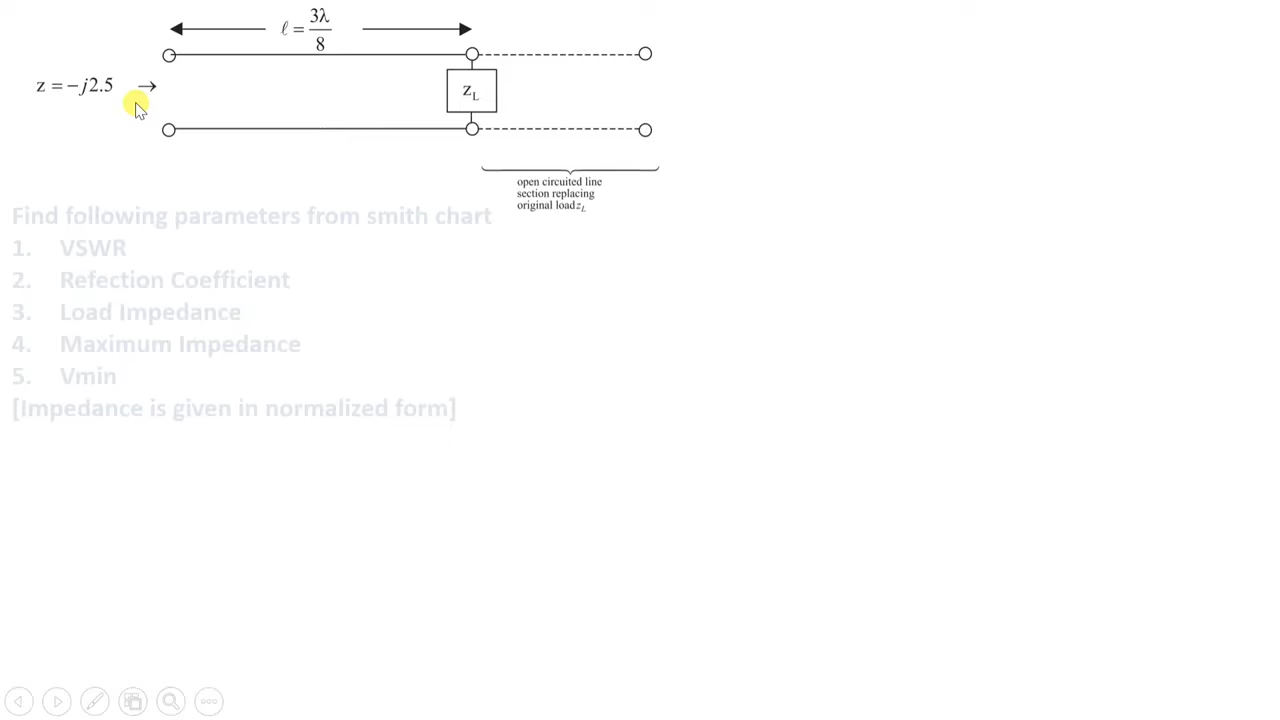 ℓ = 3λ/8
z = −j2.5 →
z_L
open circuited line
section replacing
original load z_L
Find following parameters from smith chart
1. VSWR
2. Refection Coefficient
3. Load Impedance
4. Maximum Impedance
5. Vmin
[Impedance is given in normalized form]